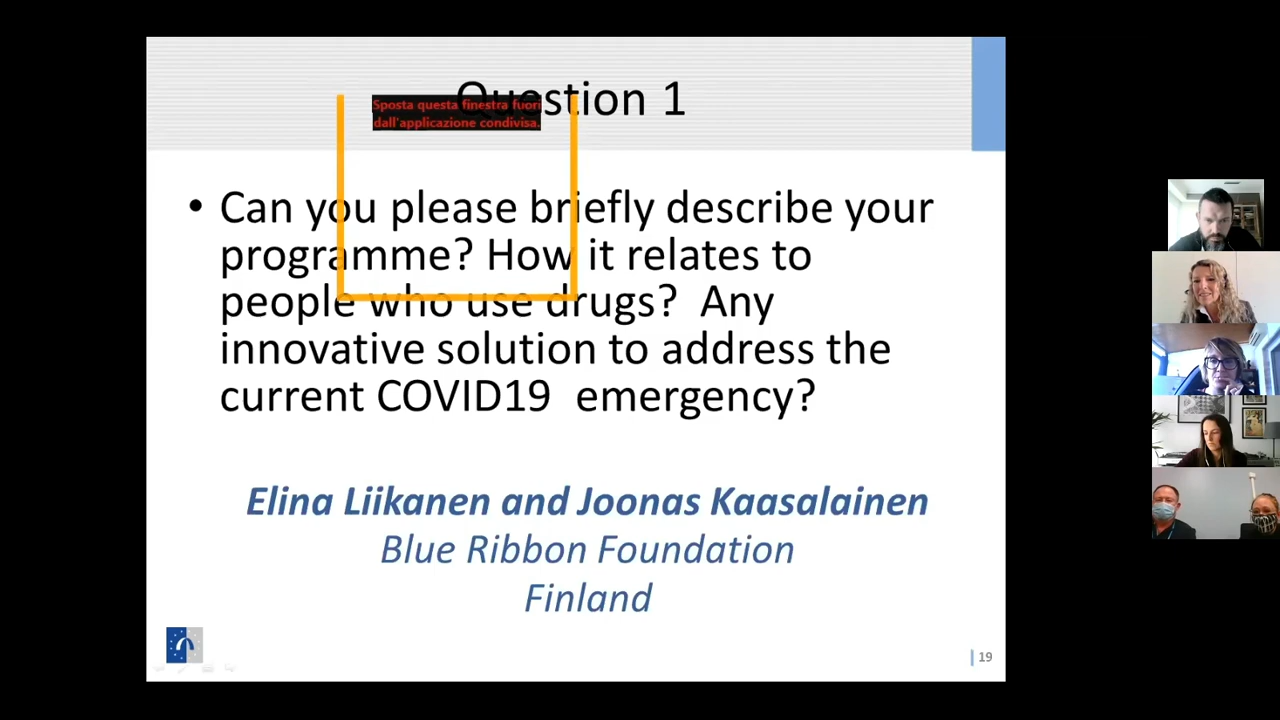 Question 1
Sposta questa finestra fuori
dall'applicazione condivisa.
• Can you please briefly describe your
programme? How it relates to
people who use drugs?  Any
innovative solution to address the
current COVID19  emergency?
Elina Liikanen and Joonas Kaasalainen
Blue Ribbon Foundation
Finland
19